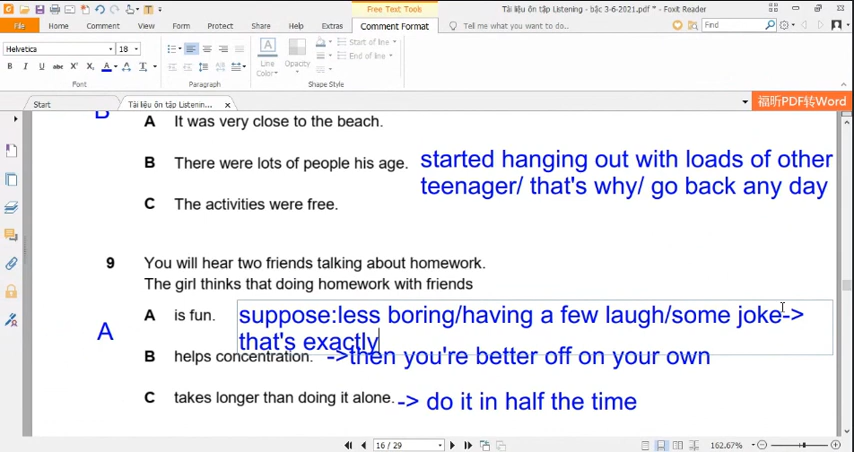 Free Text Tools
Tài liệu ôn tập Listening - bậc 3-6-2021.pdf * - Foxit Reader
File Home Comment View Form Protect Share Help Extras Comment Format Tell me what you want to do... Find
Helvetica 18
Start of line
End of line
Line Color
Opacity
Font Paragraph Shape Style
Start Tài liệu ôn tập Listenin...
福昕PDF转Word
B
A It was very close to the beach.
B There were lots of people his age. started hanging out with loads of other
teenager/ that's why/ go back any day
C The activities were free.
9 You will hear two friends talking about homework.
The girl thinks that doing homework with friends
A is fun. suppose:less boring/having a few laugh/some joke->
that's exactly
A
B helps concentration. ->then you're better off on your own
C takes longer than doing it alone. -> do it in half the time
16 / 29 162.67%